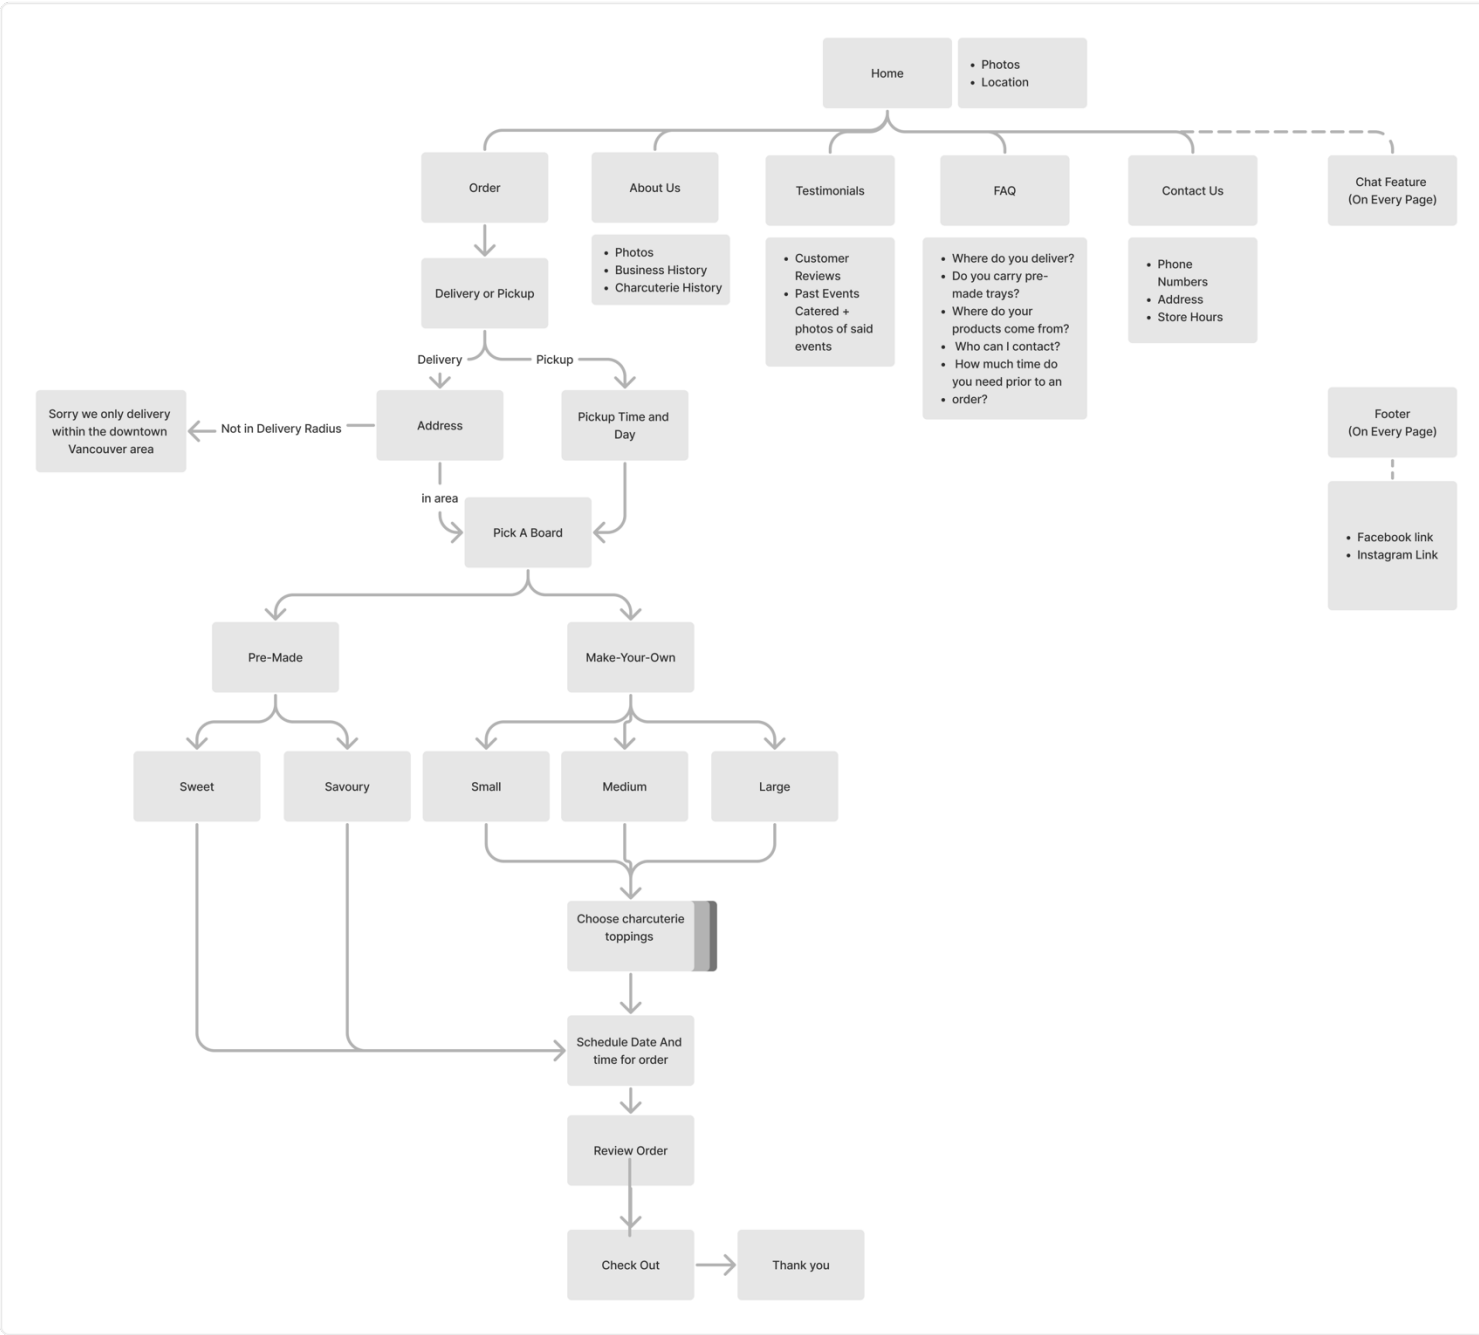 Home
• Photos
• Location
Order
About Us
Testimonials
FAQ
Contact Us
Chat Feature
(On Every Page)
• Photos
• Business History
• Charcuterie History
• Customer
Reviews
• Past Events
Catered +
photos of said
events
• Where do you deliver?
• Do you carry pre-
made trays?
• Where do your
products come from?
• Who can I contact?
• How much time do
you need prior to an
• order?
• Phone
Numbers
• Address
• Store Hours
Delivery or Pickup
Delivery
Pickup
Sorry we only delivery
within the downtown
Vancouver area
Not in Delivery Radius
Address
Pickup Time and
Day
Footer
(On Every Page)
• Facebook link
• Instagram Link
in area
Pick A Board
Pre-Made
Make-Your-Own
Sweet
Savoury
Small
Medium
Large
Choose charcuterie
toppings
Schedule Date And
time for order
Review Order
Check Out
Thank you